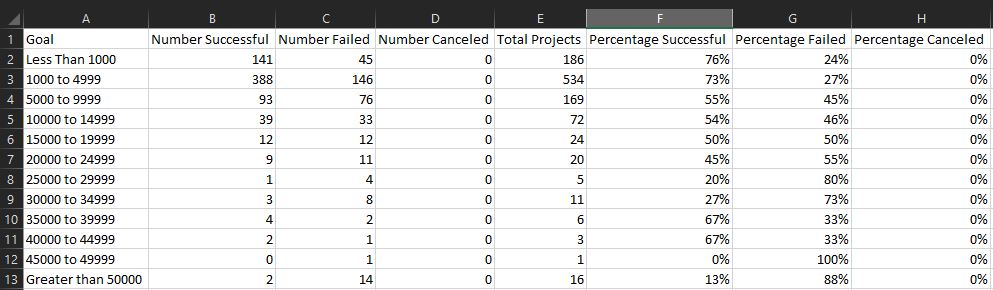 A B C D E F G H
1 Goal Number Successful Number Failed Number Canceled Total Projects Percentage Successful Percentage Failed Percentage Canceled
2 Less Than 1000 141 45 0 186 76% 24% 0%
3 1000 to 4999 388 146 0 534 73% 27% 0%
4 5000 to 9999 93 76 0 169 55% 45% 0%
5 10000 to 14999 39 33 0 72 54% 46% 0%
6 15000 to 19999 12 12 0 24 50% 50% 0%
7 20000 to 24999 9 11 0 20 45% 55% 0%
8 25000 to 29999 1 4 0 5 20% 80% 0%
9 30000 to 34999 3 8 0 11 27% 73% 0%
10 35000 to 39999 4 2 0 6 67% 33% 0%
11 40000 to 44999 2 1 0 3 67% 33% 0%
12 45000 to 49999 0 1 0 1 0% 100% 0%
13 Greater than 50000 2 14 0 16 13% 88% 0%